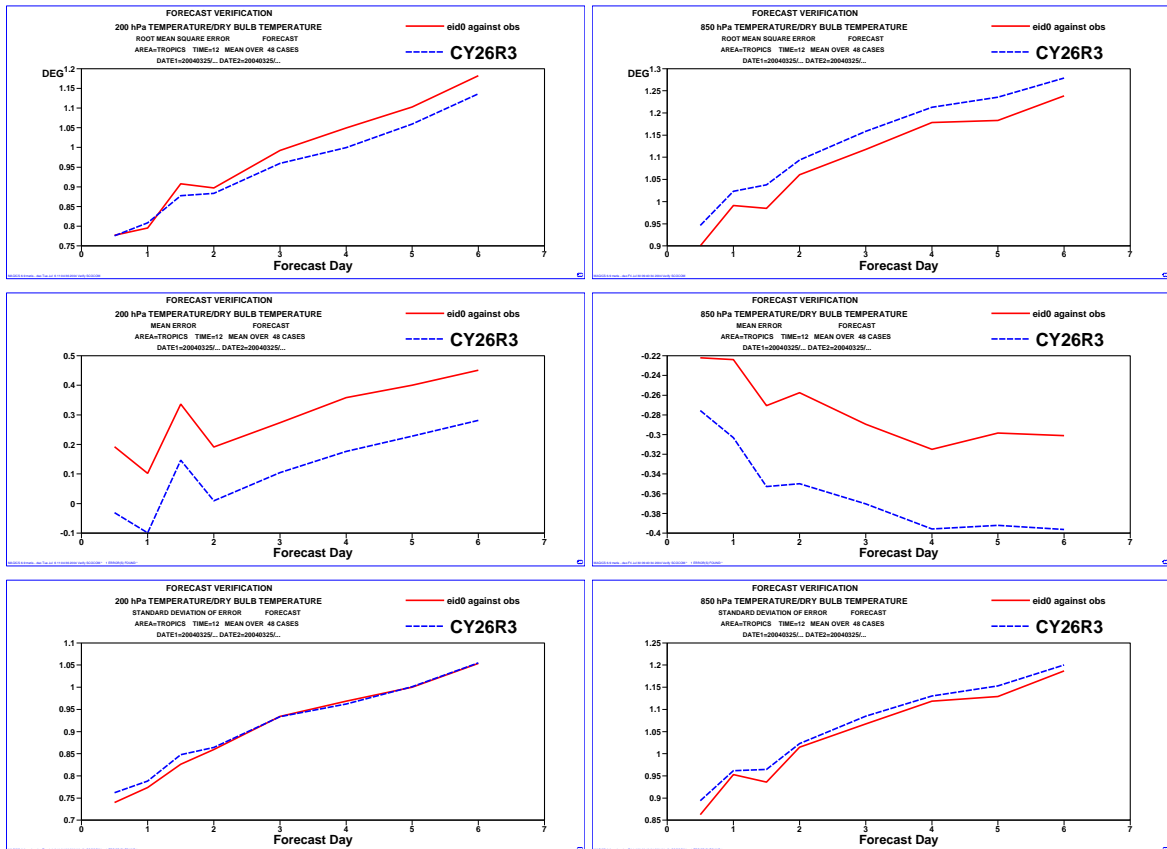 FORECAST VERIFICATION
200 hPa TEMPERATURE/DRY BULB TEMPERATURE
ROOT MEAN SQUARE ERROR FORECAST
AREA=TROPICS TIME=12 MEAN OVER 48 CASES
DATE1=20040325/... DATE2=20040325/...
eid0 against obs
CY26R3
DEG
1.2
1.15
1.1
1.05
1
0.95
0.9
0.85
0.8
0.75
0 1 2 3 4 5 6 7
Forecast Day
FORECAST VERIFICATION
850 hPa TEMPERATURE/DRY BULB TEMPERATURE
ROOT MEAN SQUARE ERROR FORECAST
AREA=TROPICS TIME=12 MEAN OVER 48 CASES
DATE1=20040325/... DATE2=20040325/...
eid0 against obs
CY26R3
DEG
1.3
1.25
1.2
1.15
1.1
1.05
1
0.95
0.9
0 1 2 3 4 5 6 7
Forecast Day
FORECAST VERIFICATION
200 hPa TEMPERATURE/DRY BULB TEMPERATURE
MEAN ERROR FORECAST
AREA=TROPICS TIME=12 MEAN OVER 48 CASES
DATE1=20040325/... DATE2=20040325/...
eid0 against obs
CY26R3
0.5
0.4
0.3
0.2
0.1
0
-0.1
0 1 2 3 4 5 6 7
Forecast Day
FORECAST VERIFICATION
850 hPa TEMPERATURE/DRY BULB TEMPERATURE
MEAN ERROR FORECAST
AREA=TROPICS TIME=12 MEAN OVER 48 CASES
DATE1=20040325/... DATE2=20040325/...
eid0 against obs
CY26R3
-0.22
-0.24
-0.26
-0.28
-0.3
-0.32
-0.34
-0.36
-0.38
-0.4
0 1 2 3 4 5 6 7
Forecast Day
FORECAST VERIFICATION
200 hPa TEMPERATURE/DRY BULB TEMPERATURE
STANDARD DEVIATION OF ERROR FORECAST
AREA=TROPICS TIME=12 MEAN OVER 48 CASES
DATE1=20040325/... DATE2=20040325/...
eid0 against obs
CY26R3
1.1
1.05
1
0.95
0.9
0.85
0.8
0.75
0.7
0 1 2 3 4 5 6 7
Forecast Day
FORECAST VERIFICATION
850 hPa TEMPERATURE/DRY BULB TEMPERATURE
STANDARD DEVIATION OF ERROR FORECAST
AREA=TROPICS TIME=12 MEAN OVER 48 CASES
DATE1=20040325/... DATE2=20040325/...
eid0 against obs
CY26R3
1.25
1.2
1.15
1.1
1.05
1
0.95
0.9
0.85
0 1 2 3 4 5 6 7
Forecast Day